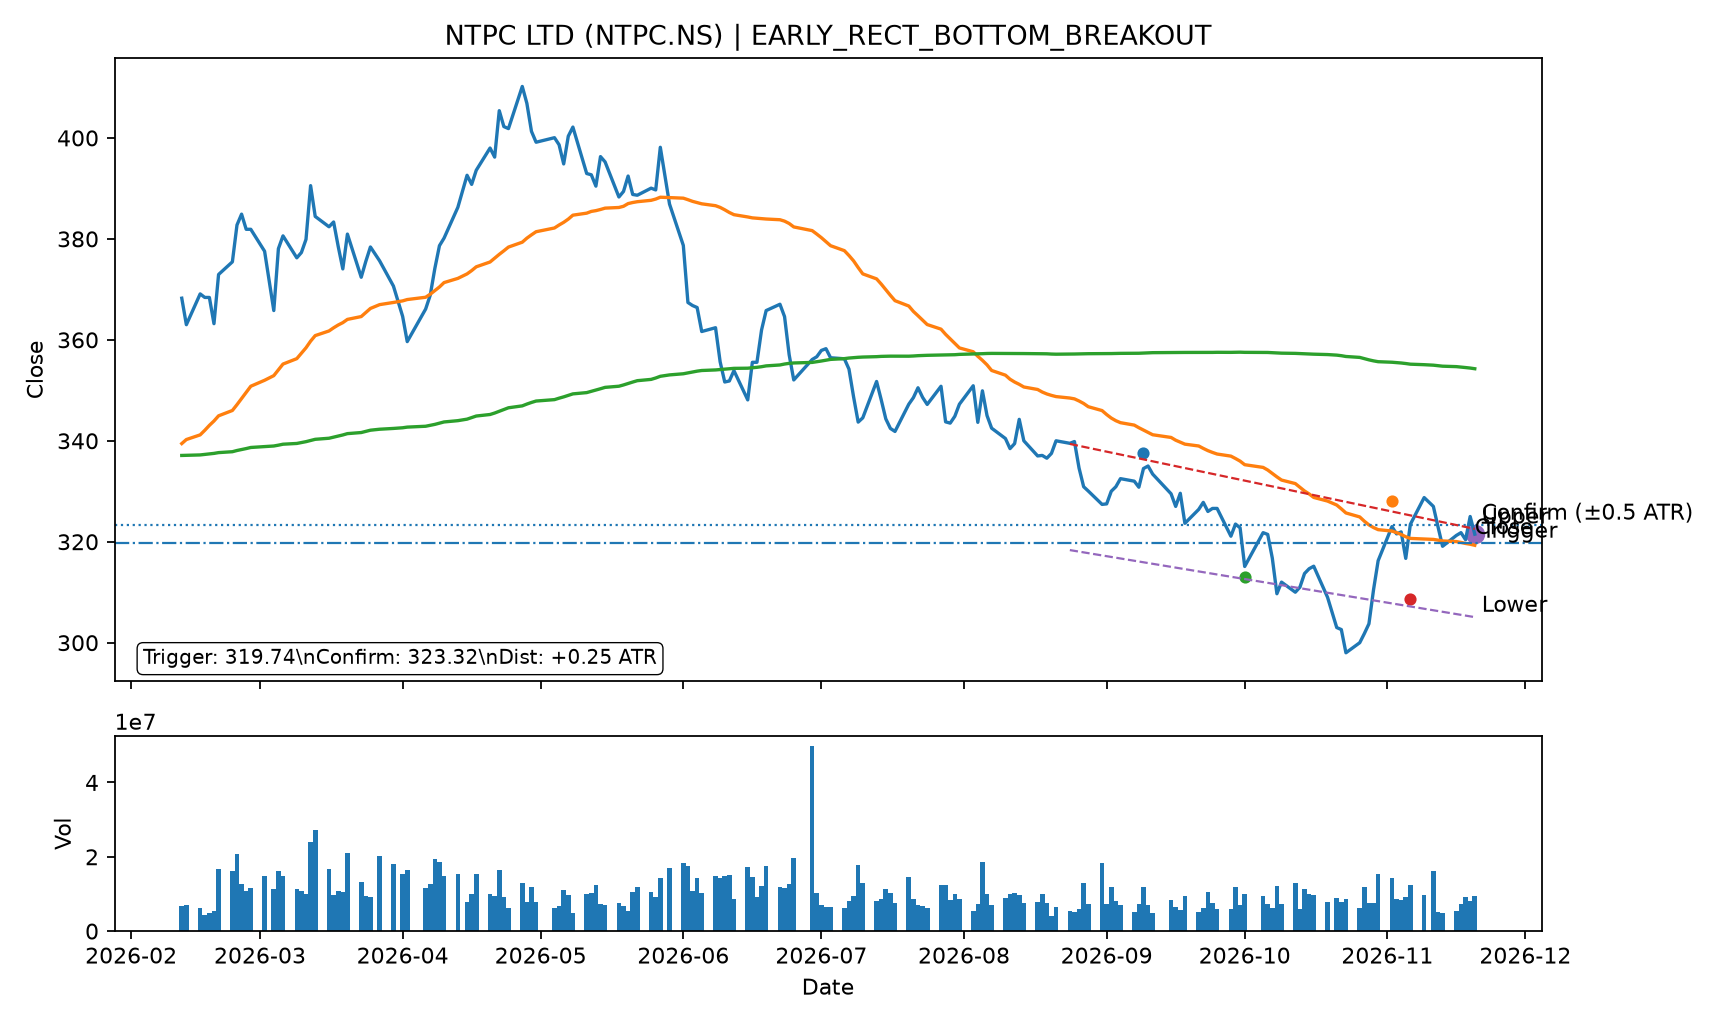 NTPC LTD (NTPC.NS) | EARLY_RECT_BOTTOM_BREAKOUT
Close
400
380
360
340
320
300
Confirm (±0.5 ATR)
Upper
Close
Trigger
Lower
Trigger: 319.74\nConfirm: 323.32\nDist: +0.25 ATR
1e7
Vol
4
2
0
2026-02
2026-03
2026-04
2026-05
2026-06
2026-07
2026-08
2026-09
2026-10
2026-11
2026-12
Date